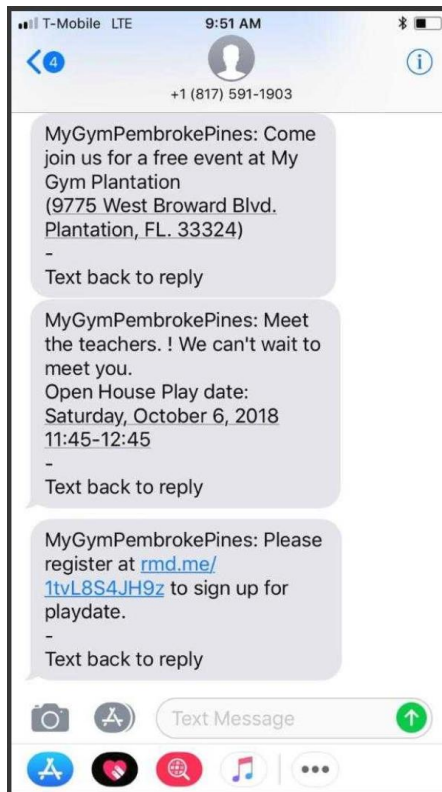 T-Mobile LTE
9:51 AM
4
+1 (817) 591-1903
MyGymPembrokePines: Come
join us for a free event at My
Gym Plantation
(9775 West Broward Blvd.
Plantation, FL. 33324)
-
Text back to reply
MyGymPembrokePines: Meet
the teachers. ! We can't wait to
meet you.
Open House Play date:
Saturday, October 6, 2018
11:45-12:45
-
Text back to reply
MyGymPembrokePines: Please
register at rmd.me/
1tvL8S4JH9z to sign up for
playdate.
-
Text back to reply
Text Message